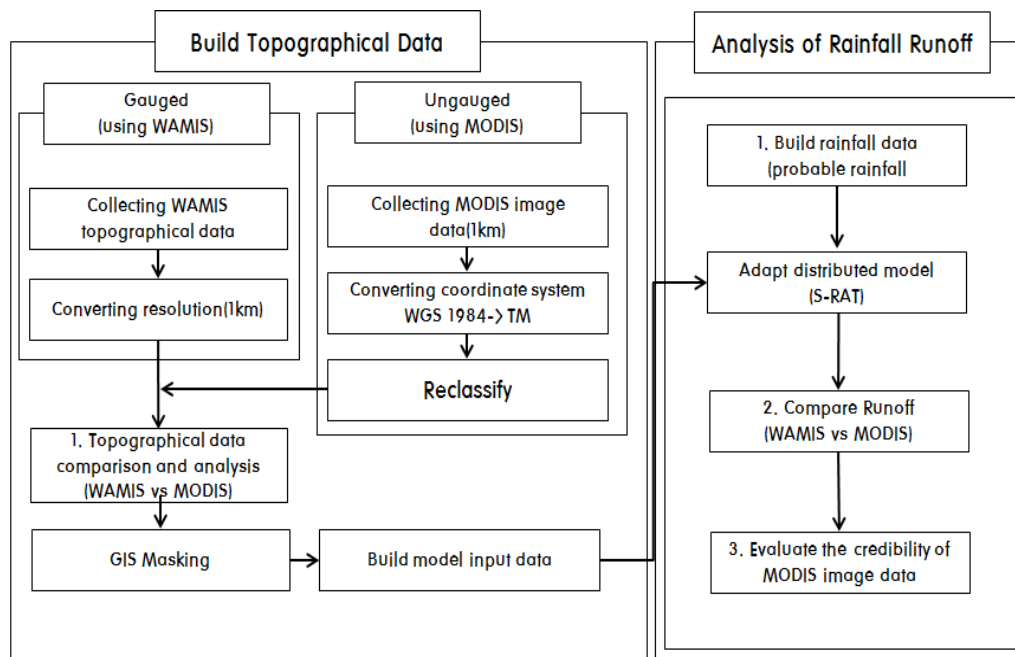 Build Topographical Data
Gauged
(using WAMIS)
Collecting WAMIS
topographical data
Converting resolution(1km)
Ungauged
(using MODIS)
Collecting MODIS image
data(1km)
Converting coordinate system
WGS 1984->TM
Reclassify
1. Topographical data
comparison and analysis
(WAMIS vs MODIS)
GIS Masking
Build model input data
Analysis of Rainfall Runoff
1. Build rainfall data
(probable rainfall
Adapt distributed model
(S-RAT)
2. Compare Runoff
(WAMIS vs MODIS)
3. Evaluate the credibility of
MODIS image data